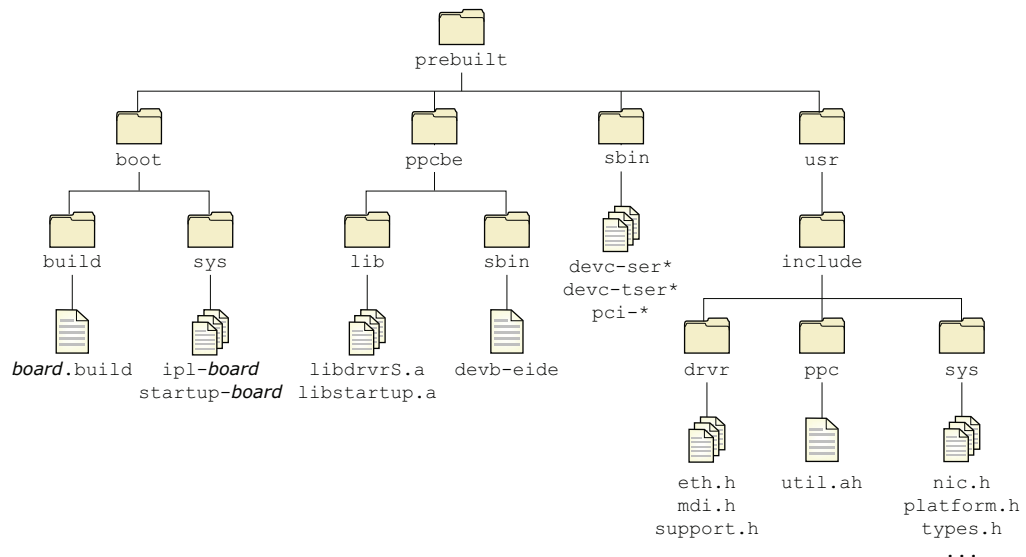 prebuilt
boot
ppcbe
sbin
usr
build
sys
lib
sbin
devc-ser*
devc-tser*
pci-*
include
board.build
ipl-board
startup-board
libdrvrS.a
libstartup.a
devb-eide
drvr
ppc
sys
eth.h
mdi.h
support.h
util.ah
nic.h
platform.h
types.h
...